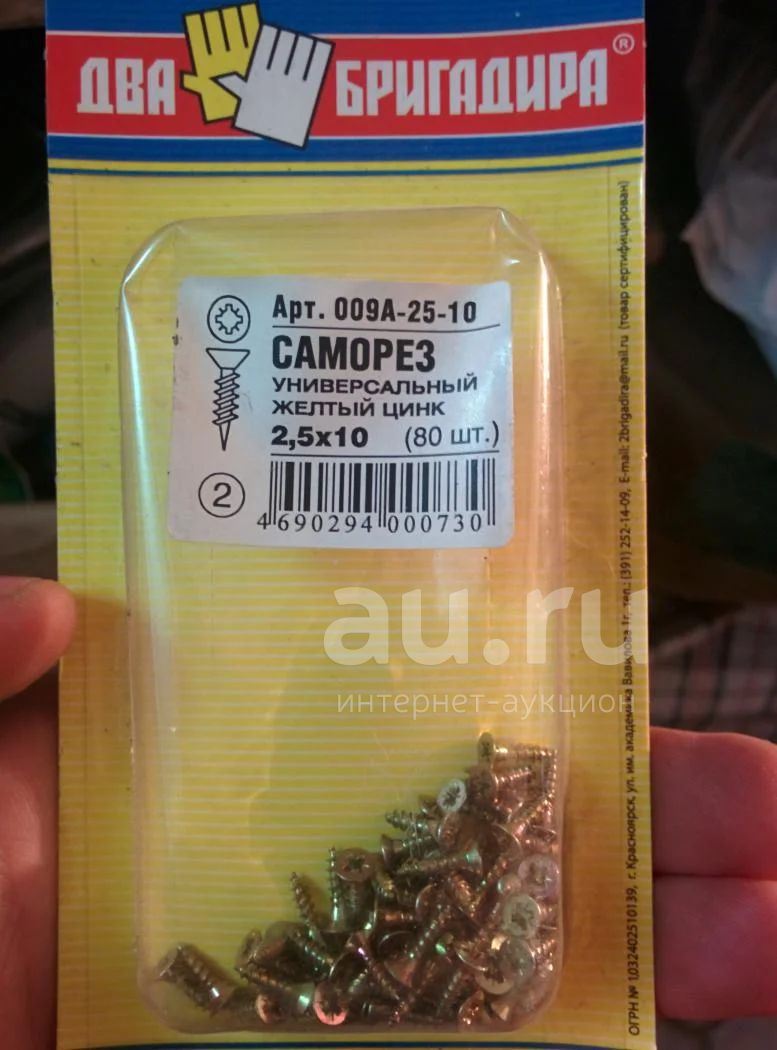 ДВА БРИГАДИРА®
Арт. 009А-25-10
САМОРЕЗ
УНИВЕРСАЛЬНЫЙ
ЖЕЛТЫЙ ЦИНК
2,5х10 (80 шт.)
2
4 690294 000730
au.ru
интернет-аукцион
ОГРН № 1032402510139, г. Красноярск, ул. им. академика Вавилова 1г, тел.: (391) 252-14-09, E-mail: 2brigadira@mail.ru (товар сертифицирован)